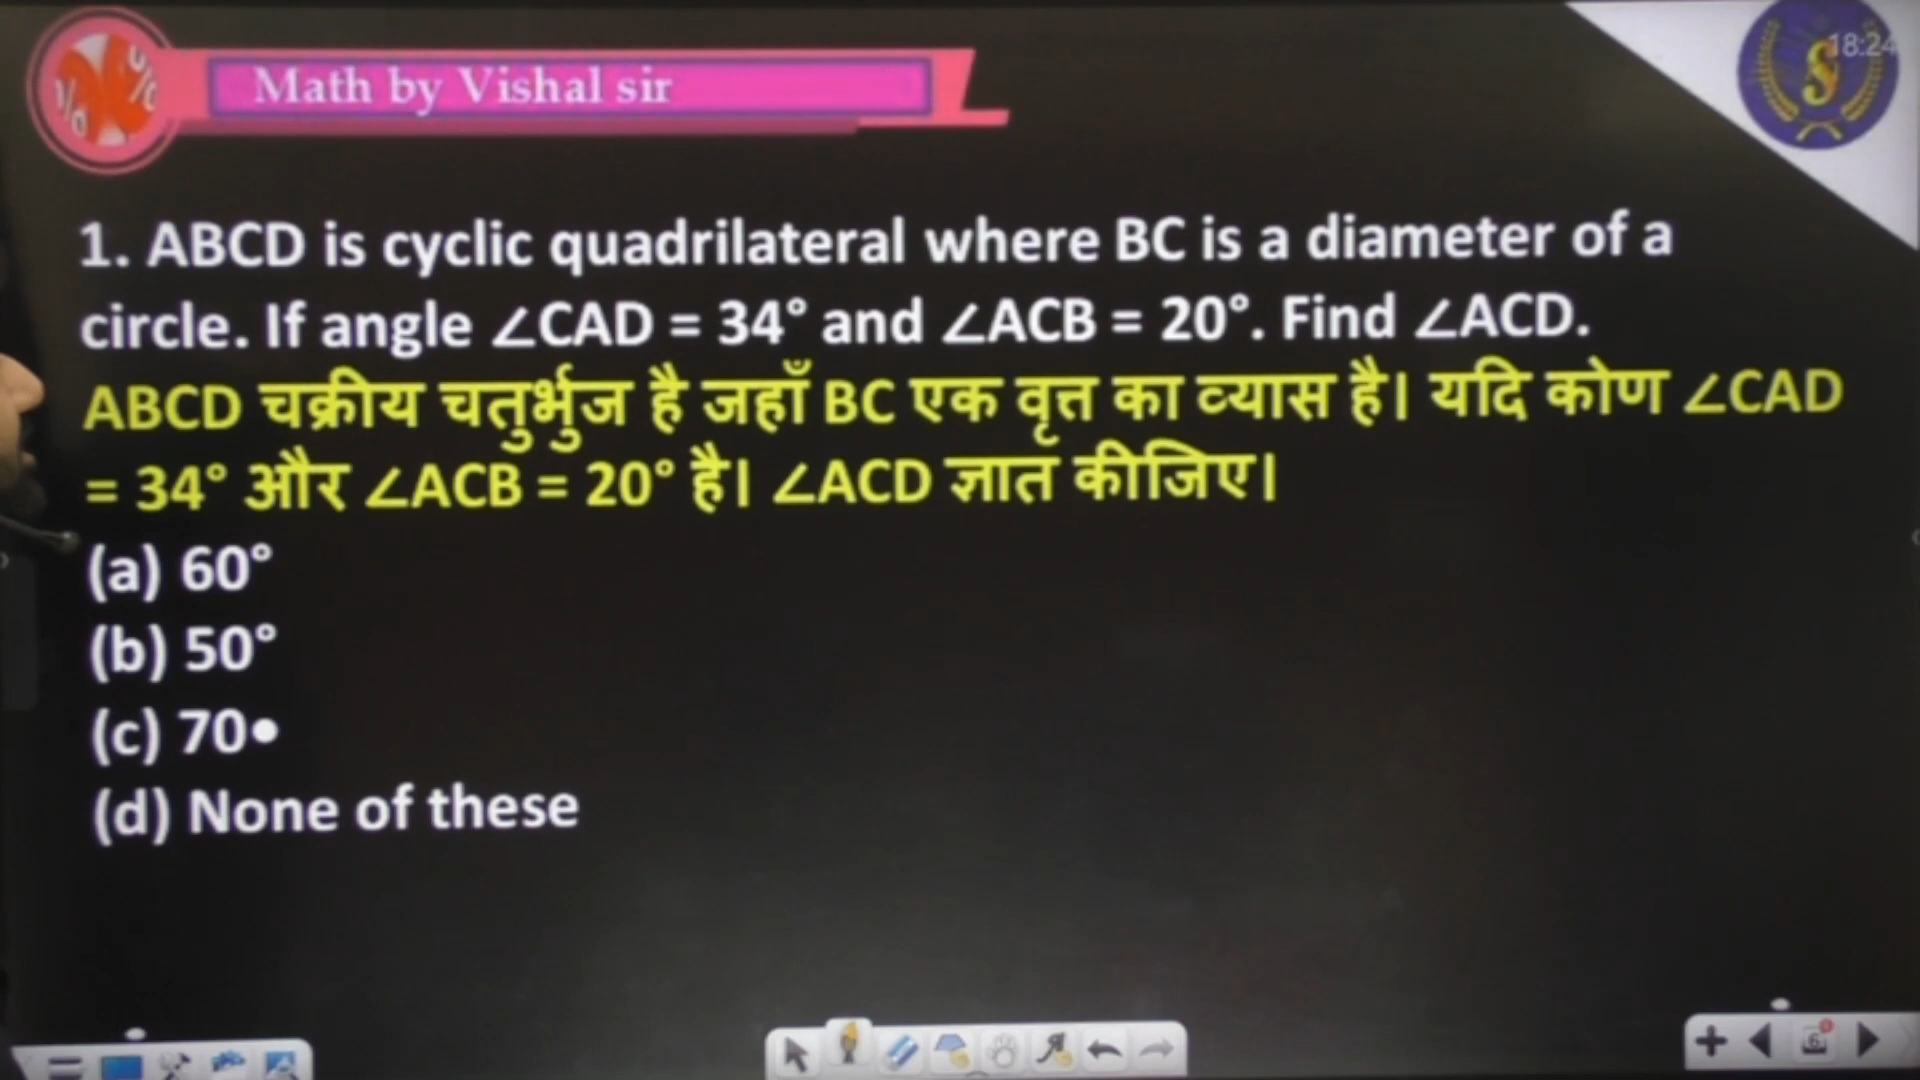 Math by Vishal sir
18:24
1. ABCD is cyclic quadrilateral where BC is a diameter of a
circle. If angle ∠CAD = 34° and ∠ACB = 20°. Find ∠ACD.
ABCD चक्रीय चतुर्भुज है जहाँ BC एक वृत्त का व्यास है। यदि कोण ∠CAD
= 34° और ∠ACB = 20° है। ∠ACD ज्ञात कीजिए।
(a) 60°
(b) 50°
(c) 70•
(d) None of these